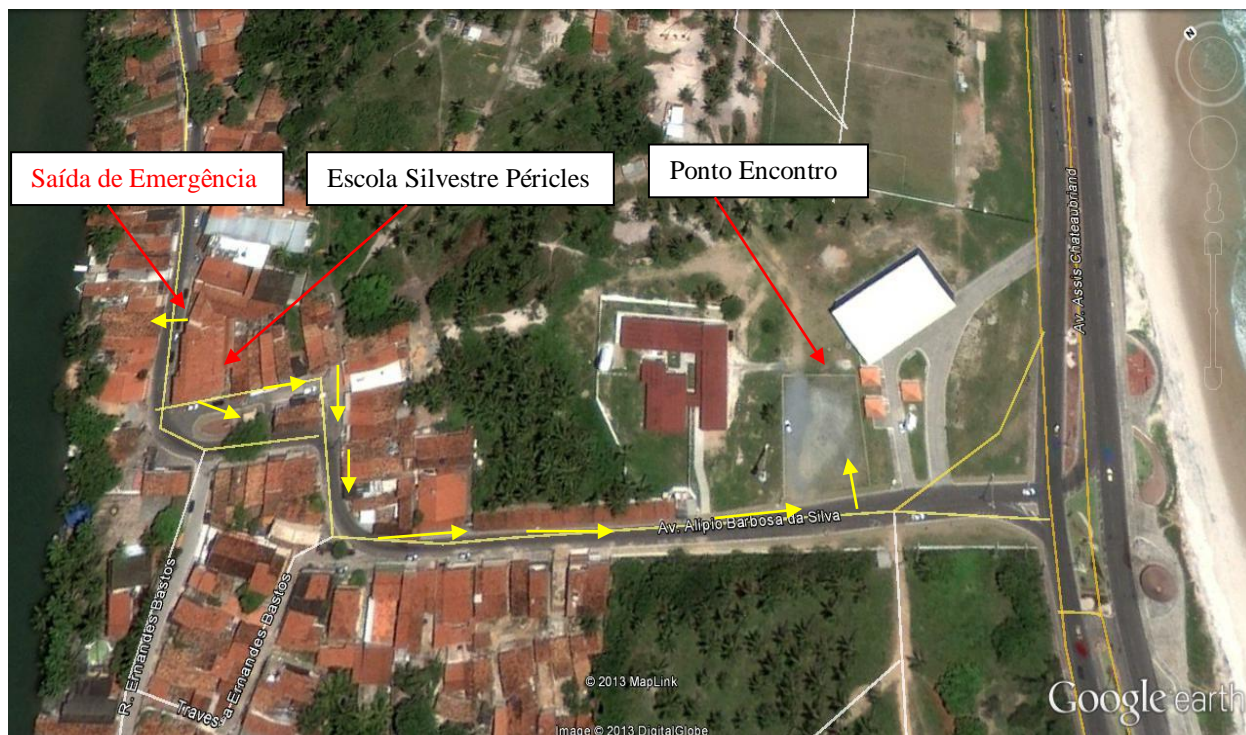 N
Saída de Emergência
Escola Silvestre Péricles
Ponto Encontro
Av. Assis Chateaubriand
Av. Alípio Barbosa da Silva
R. Ernandes Bastos
Travessa Ernandes Bastos
© 2013 MapLink
Image © 2013 DigitalGlobe
Google earth